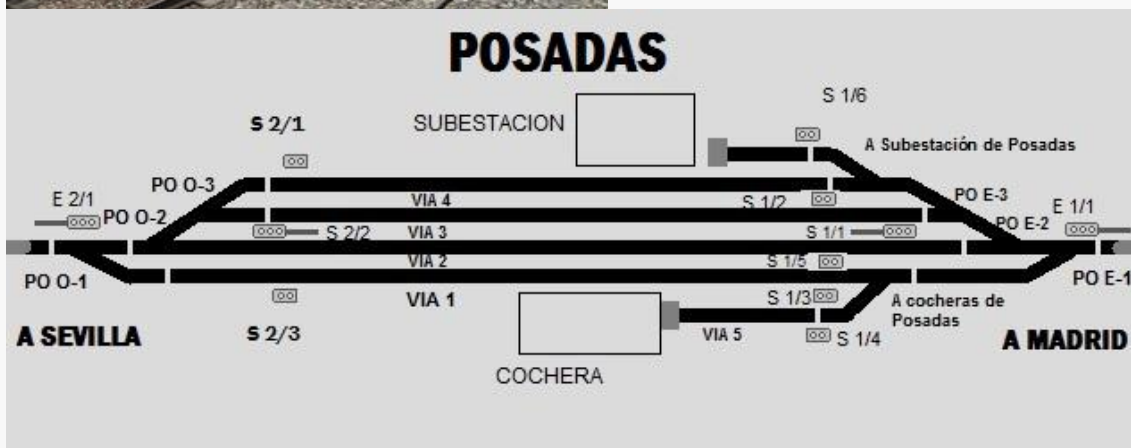 POSADAS
S 1/6
S 2/1
SUBESTACION
A Subestación de Posadas
PO O-3
E 2/1
VIA 4
S 1/2
PO E-3
E 1/1
PO O-2
S 2/2
VIA 3
S 1/1
PO E-2
VIA 2
S 1/5
PO O-1
PO E-1
VIA 1
S 1/3
A cocheras de
Posadas
A SEVILLA
S 2/3
VIA 5
S 1/4
A MADRID
COCHERA